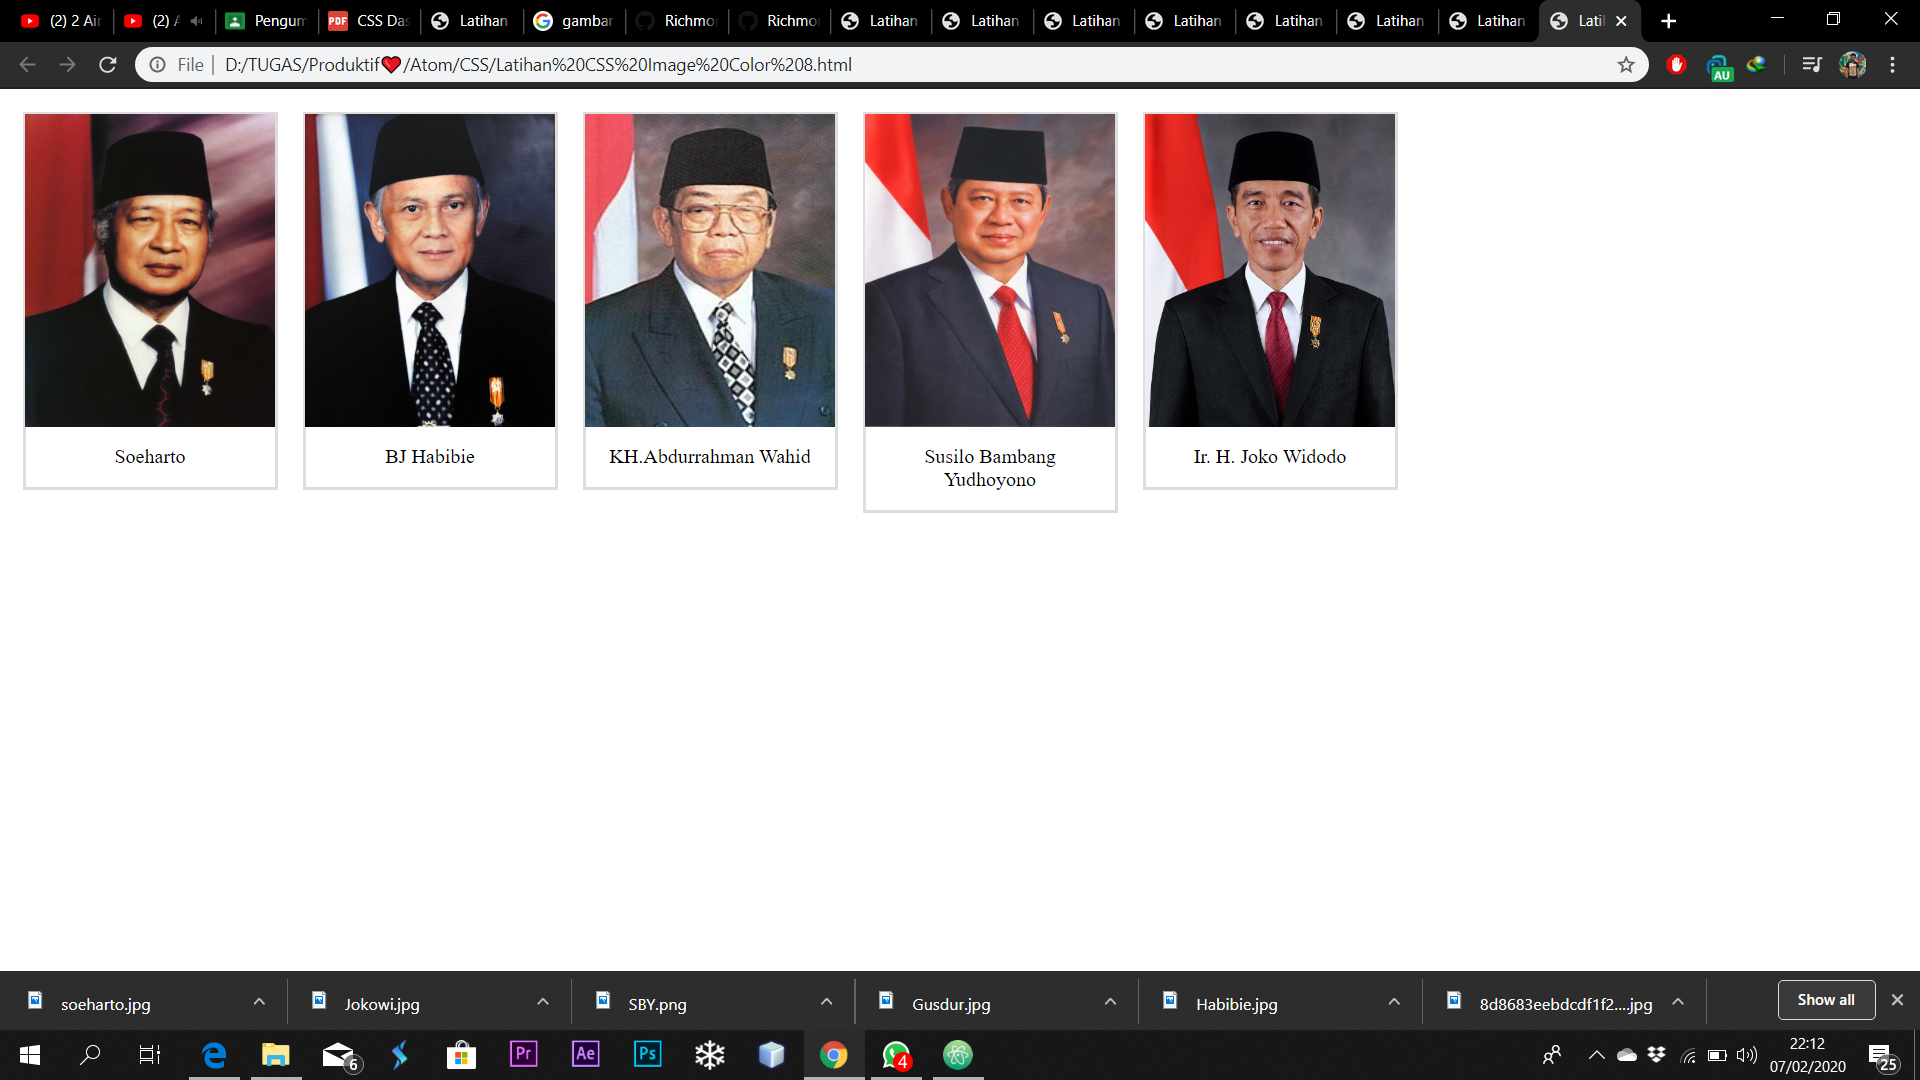 (2) 2 Air
(2) A
Pengum
CSS Das
Latihan
gambar
Richmo
Richmo
Latihan
Latihan
Latihan
Latihan
Latihan
Latihan
Latihan
Lati
File
D:/TUGAS/Produktif❤/Atom/CSS/Latihan%20CSS%20Image%20Color%208.html
AU
Soeharto
BJ Habibie
KH.Abdurrahman Wahid
Susilo Bambang
Yudhoyono
Ir. H. Joko Widodo
soeharto.jpg
Jokowi.jpg
SBY.png
Gusdur.jpg
Habibie.jpg
8d8683eebdcdf1f2....jpg
Show all
6
Pr
Ae
Ps
4
22:12
07/02/2020
25